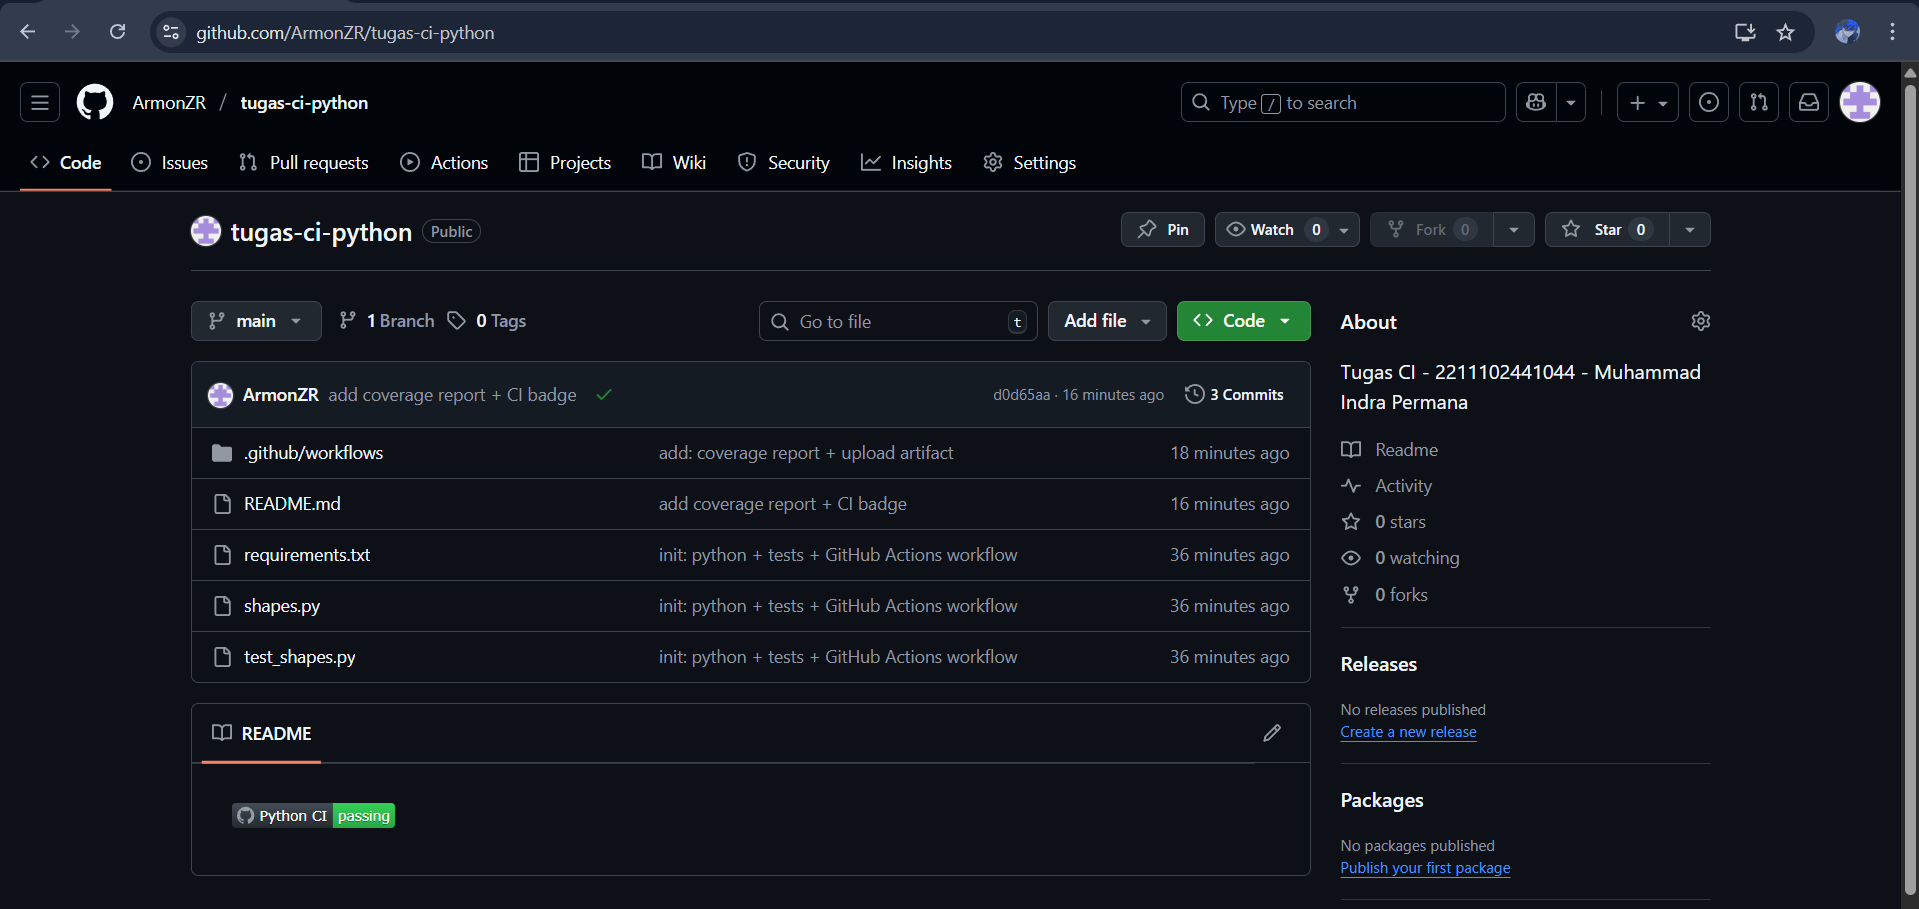 github.com/ArmonZR/tugas-ci-python
ArmonZR / tugas-ci-python
Type / to search
Code Issues Pull requests Actions Projects Wiki Security Insights Settings
tugas-ci-python Public
Pin Watch 0 Fork 0 Star 0
main 1 Branch 0 Tags
Go to file t Add file Code
ArmonZR add coverage report + CI badge d0d65aa · 16 minutes ago 3 Commits
.github/workflows add: coverage report + upload artifact 18 minutes ago
README.md add coverage report + CI badge 16 minutes ago
requirements.txt init: python + tests + GitHub Actions workflow 36 minutes ago
shapes.py init: python + tests + GitHub Actions workflow 36 minutes ago
test_shapes.py init: python + tests + GitHub Actions workflow 36 minutes ago
README
Python CI passing
About
Tugas CI - 2211102441044 - Muhammad
Indra Permana
Readme
Activity
0 stars
0 watching
0 forks
Releases
No releases published
Create a new release
Packages
No packages published
Publish your first package